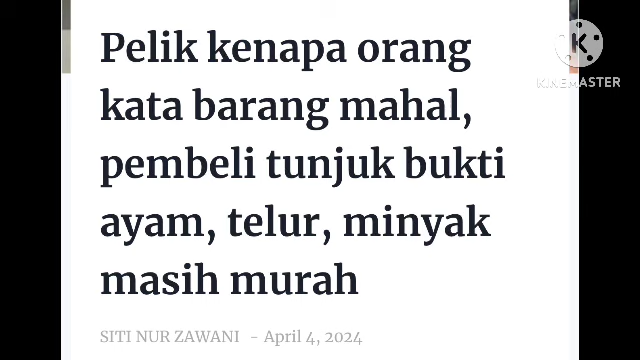 Pelik kenapa orang
kata barang mahal,
pembeli tunjuk bukti
ayam, telur, minyak
masih murah
SITI NUR ZAWANI - April 4, 2024
K
KINEMASTER